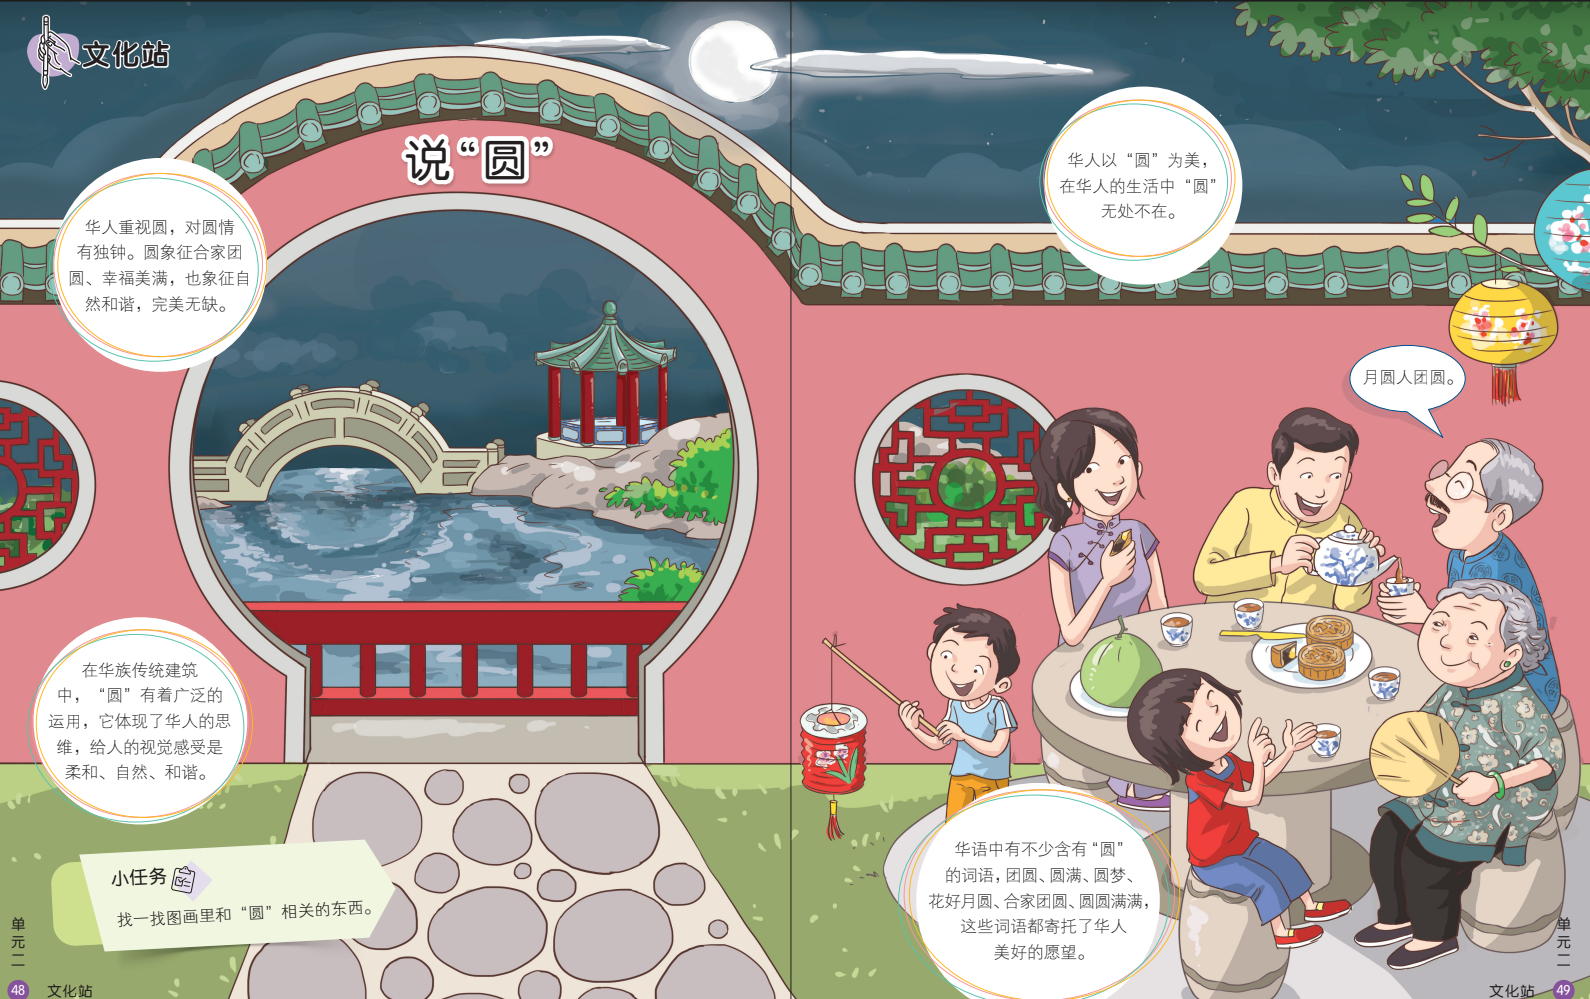 文化站
说“圆”
华人重视圆，对圆情
有独钟。圆象征合家团
圆、幸福美满，也象征自
然和谐，完美无缺。
在华族传统建筑
中，“圆”有着广泛的
运用，它体现了华人的思
维，给人的视觉感受是
柔和、自然、和谐。
小任务
找一找图画里和“圆”相关的东西。
单元二
48 文化站
华人以“圆”为美，
在华人的生活中“圆”
无处不在。
月圆人团圆。
华语中有不少含有“圆”
的词语，团圆、圆满、圆梦、
花好月圆、合家团圆、圆圆满满，
这些词语都寄托了华人
美好的愿望。
单元二
文化站 49